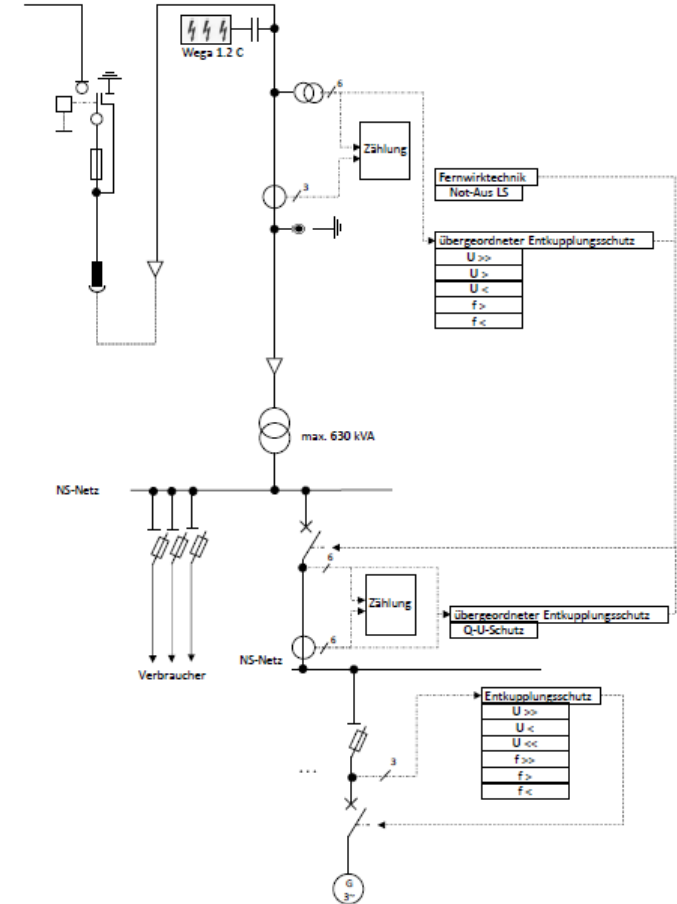 Wega 1.2 C
6
Zählung
3
Fernwirktechnik
Not-Aus LS
übergeordneter Entkupplungsschutz
U >>
U >
U <
f >
f <
max. 630 kVA
NS-Netz
6
Zählung
übergeordneter Entkupplungsschutz
Q-U-Schutz
6
NS-Netz
Verbraucher
Entkupplungsschutz
U >>
U <
U <<
f >>
f >
f <
3
...
G
3~